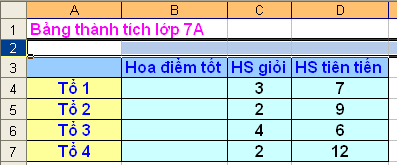 A B C D
1 Bảng thành tích lớp 7A
2
3 Hoa điểm tốt HS giỏi HS tiên tiến
4 Tổ 1 3 7
5 Tổ 2 2 9
6 Tổ 3 4 6
7 Tổ 4 2 12